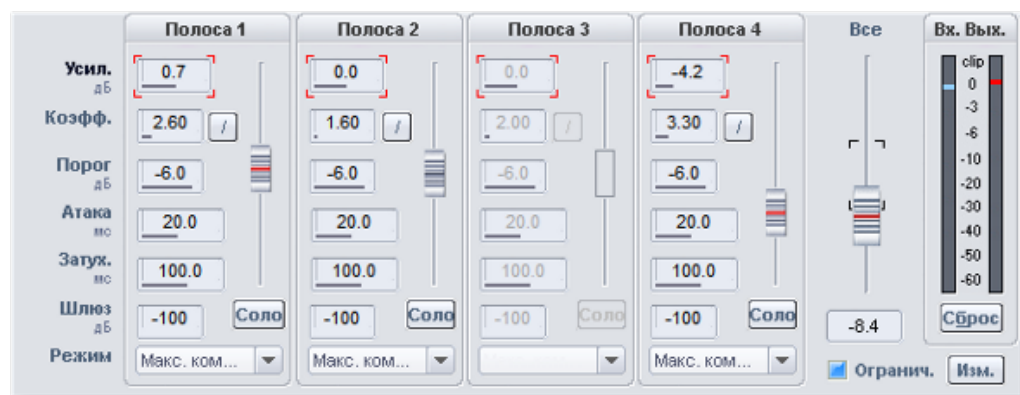 Полоса 1 Полоса 2 Полоса 3 Полоса 4 Все Вх. Вых.
Усил. 0.7 0.0 0.0 -4.2 clip
дБ 0
-3
Коэфф. 2.60 / 1.60 / 2.00 / 3.30 / -6
Порог -6.0 -6.0 -6.0 -6.0 -10
дБ -20
Атака 20.0 20.0 20.0 20.0 -30
мс -40
Затух. 100.0 100.0 100.0 100.0 -50
мс -60
Шлюз -100 Соло -100 Соло -100 Соло -100 Соло -8.4 Сброс
дБ
Режим Макс. ком... Макс. ком... Макс. ком... Огранич. Изм.